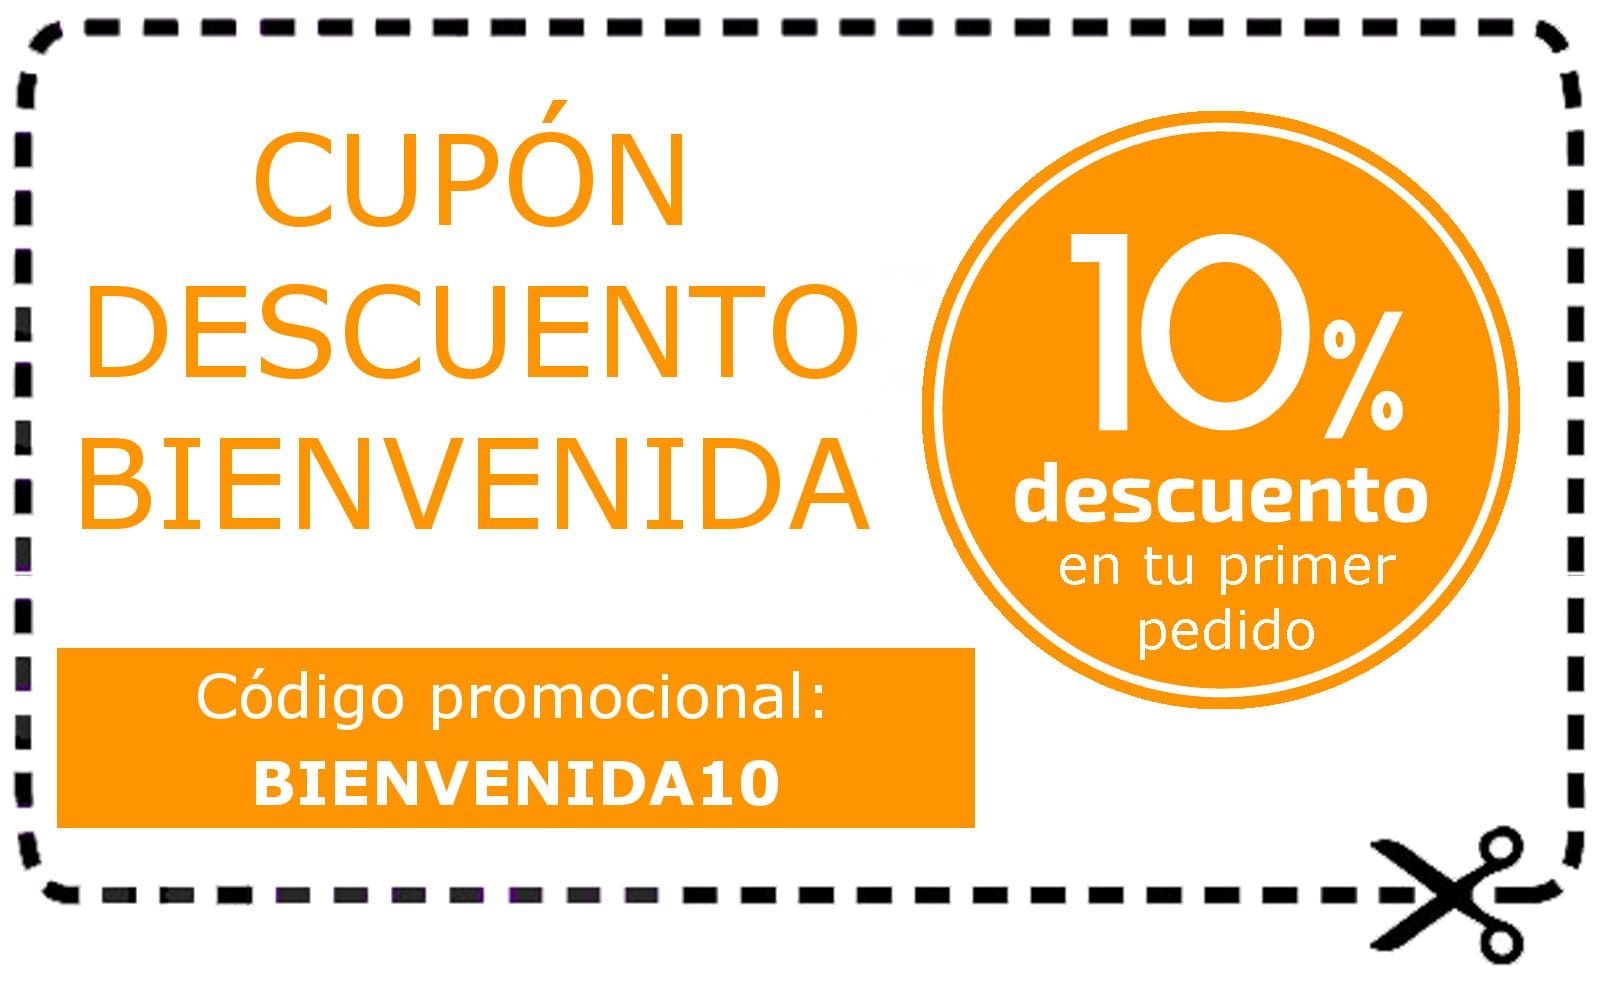 CUPÓN
DESCUENTO
BIENVENIDA
10%
descuento
en tu primer
pedido
Código promocional:
BIENVENIDA10